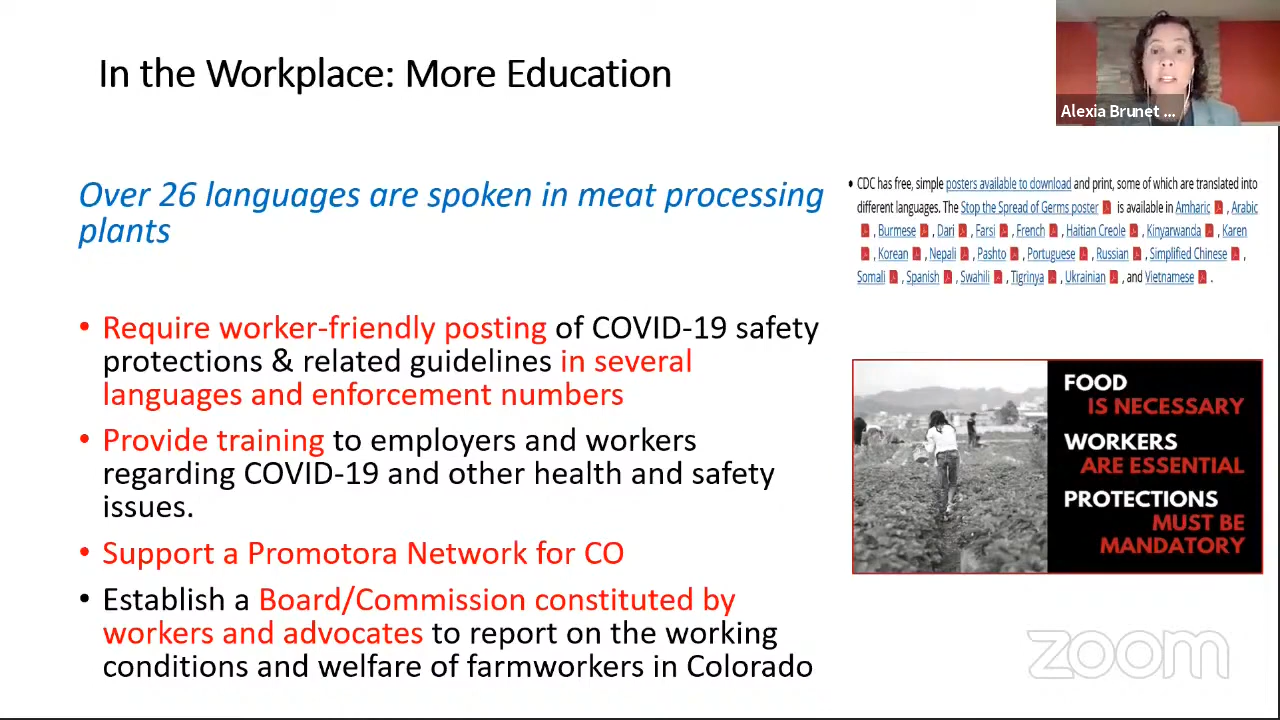 In the Workplace: More Education
Alexia Brunet ...
Over 26 languages are spoken in meat processing
plants
• Require worker-friendly posting of COVID-19 safety
protections & related guidelines in several
languages and enforcement numbers
• Provide training to employers and workers
regarding COVID-19 and other health and safety
issues.
• Support a Promotora Network for CO
• Establish a Board/Commission constituted by
workers and advocates to report on the working
conditions and welfare of farmworkers in Colorado
• CDC has free, simple posters available to download and print, some of which are translated into
different languages. The Stop the Spread of Germs poster is available in Amharic , Arabic
, Burmese , Dari , Farsi , French , Haitian Creole , Kinyarwanda , Karen
, Korean , Nepali , Pashto , Portuguese , Russian , Simplified Chinese ,
Somali , Spanish , Swahili , Tigrinya , Ukrainian , and Vietnamese .
FOOD
IS NECESSARY
WORKERS
ARE ESSENTIAL
PROTECTIONS
MUST BE
MANDATORY
zoom